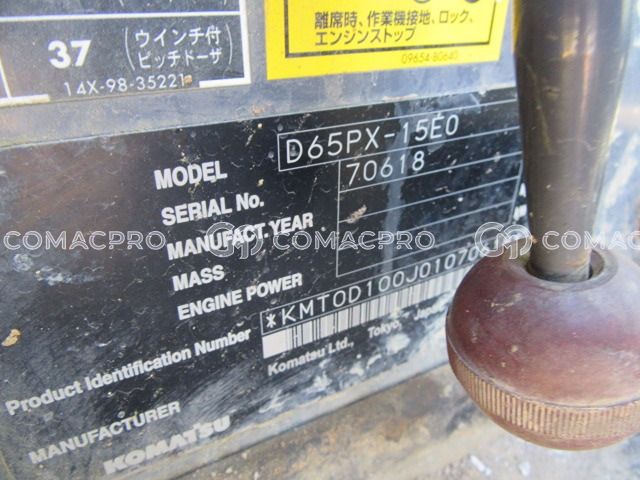 37 (ウインチ付
ピッチドーザ)
14X-98-35221
離席時、作業機接地、ロック、
エンジンストップ
09654-B0640
MODEL D65PX-15E0
SERIAL No. 70618
MANUFACT. YEAR
MASS
ENGINE POWER
Product Identification Number *KMT0D100J01070
Komatsu Ltd., Tokyo, Japan
MANUFACTURER KOMATSU
COMACPRO COMACPRO COMACPRO